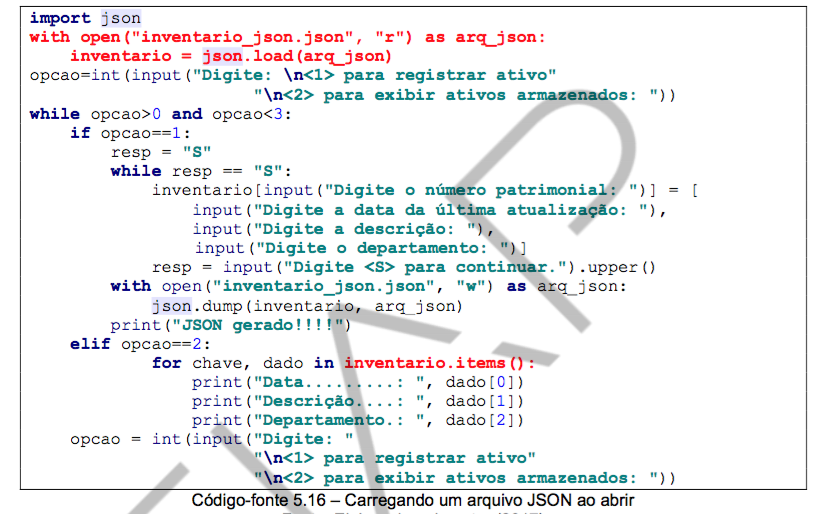 import json
with open("inventario_json.json", "r") as arq_json:
    inventario = json.load(arq_json)
opcao=int(input("Digite: \n<1> para registrar ativo"
                      "\n<2> para exibir ativos armazenados: "))
while opcao>0 and opcao<3:
    if opcao==1:
        resp = "S"
        while resp == "S":
            inventario[input("Digite o número patrimonial: ")] = [
                input("Digite a data da última atualização: "),
                input("Digite a descrição: "),
                input("Digite o departamento: ")]
            resp = input("Digite <S> para continuar.").upper()
        with open("inventario_json.json", "w") as arq_json:
            json.dump(inventario, arq_json)
        print("JSON gerado!!!!")
    elif opcao==2:
            for chave, dado in inventario.items():
                print("Data.........: ", dado[0])
                print("Descrição....: ", dado[1])
                print("Departamento.: ", dado[2])
    opcao = int(input("Digite: "
                      "\n<1> para registrar ativo"
                      "\n<2> para exibir ativos armazenados: "))
Código-fonte 5.16 – Carregando um arquivo JSON ao abrir